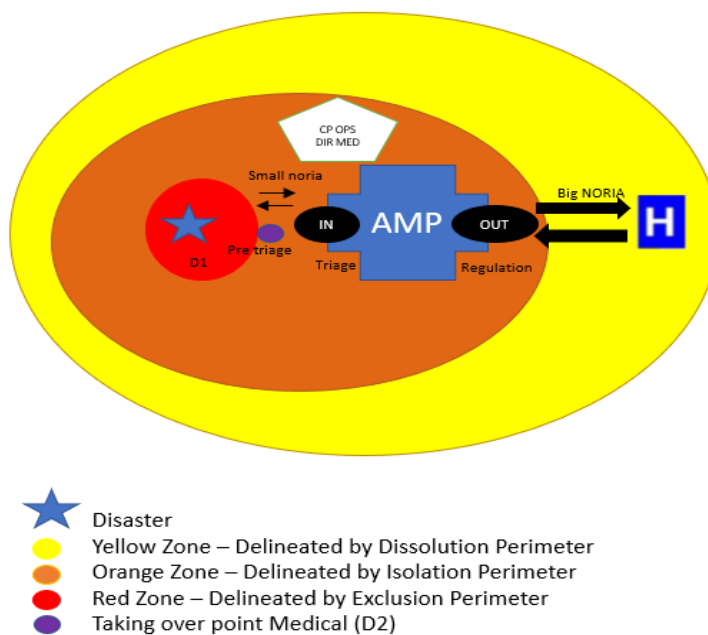 CP OPS
DIR MED
Small noria
Big NORIA
IN
AMP
OUT
H
D1
Pre triage
Triage
Regulation
Disaster
Yellow Zone – Delineated by Dissolution Perimeter
Orange Zone – Delineated by Isolation Perimeter
Red Zone – Delineated by Exclusion Perimeter
Taking over point Medical (D2)